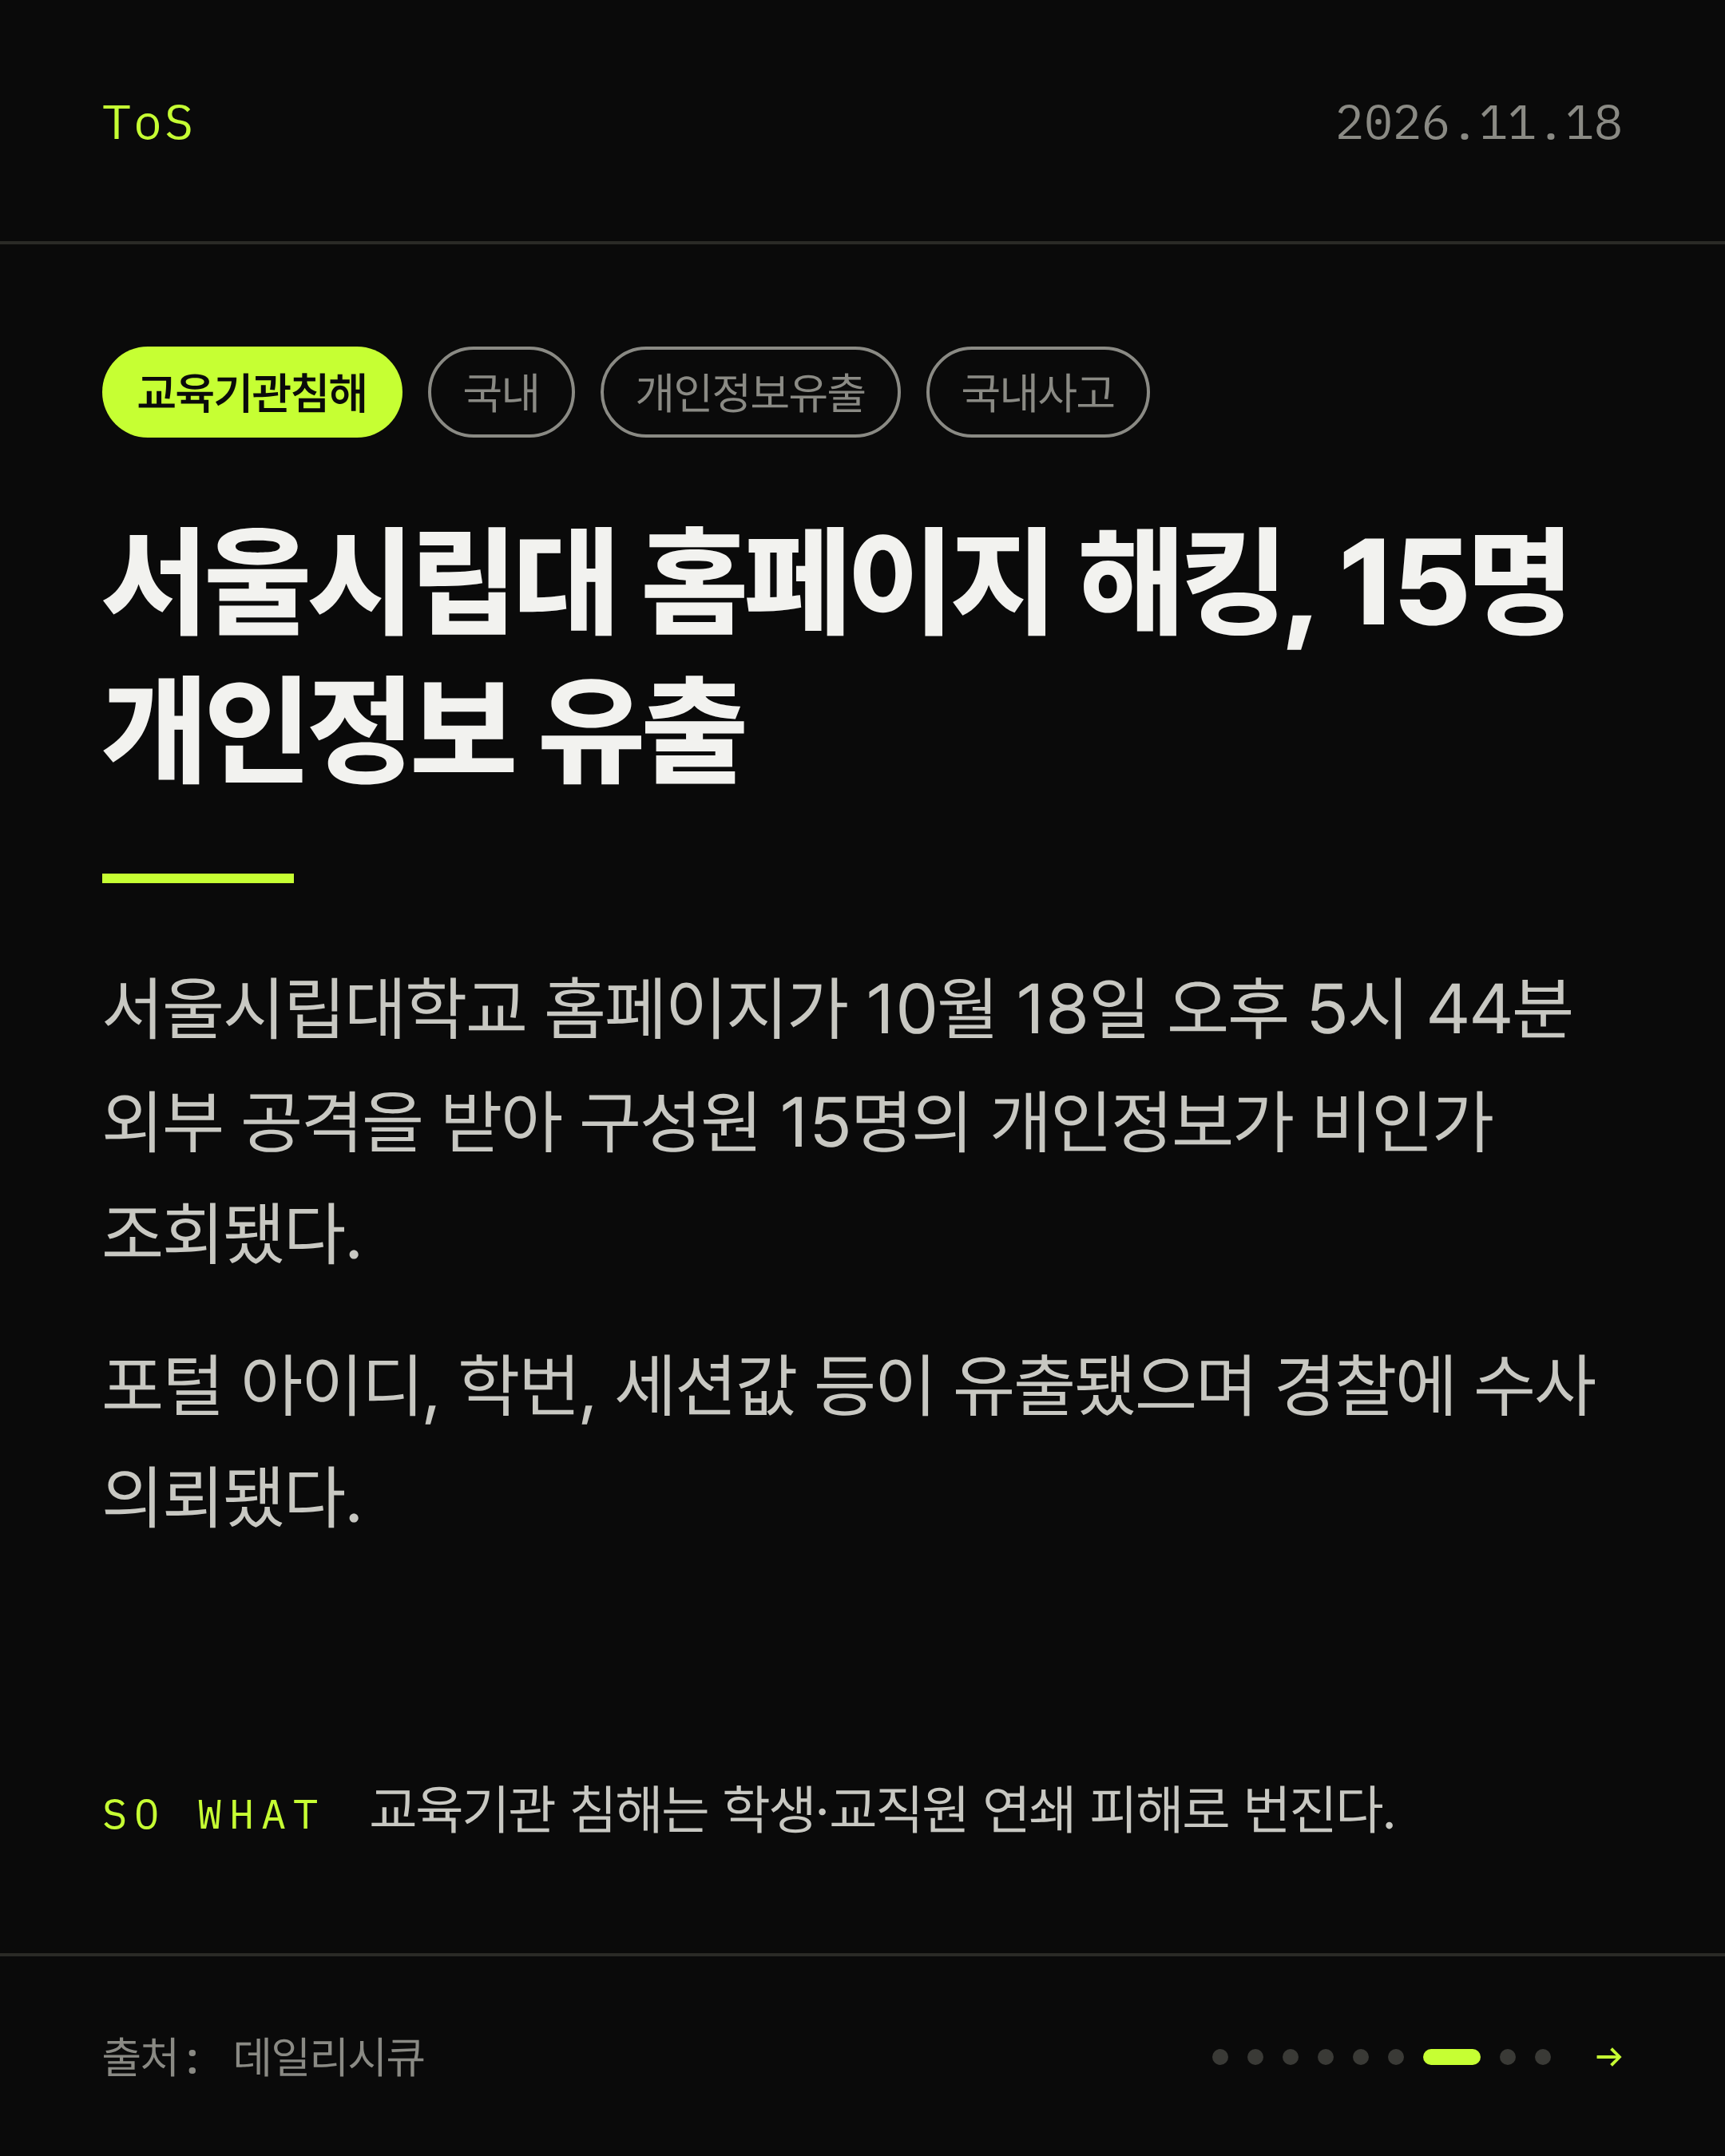 ToS
2026.11.18
교육기관침해 국내 개인정보유출 국내사고
서울시립대 홈페이지 해킹, 15명
개인정보 유출
서울시립대학교 홈페이지가 10월 18일 오후 5시 44분
외부 공격을 받아 구성원 15명의 개인정보가 비인가
조회됐다.
포털 아이디, 학번, 세션값 등이 유출됐으며 경찰에 수사
의뢰됐다.
SO WHAT 교육기관 침해는 학생·교직원 연쇄 피해로 번진다.
출처: 데일리시큐
→